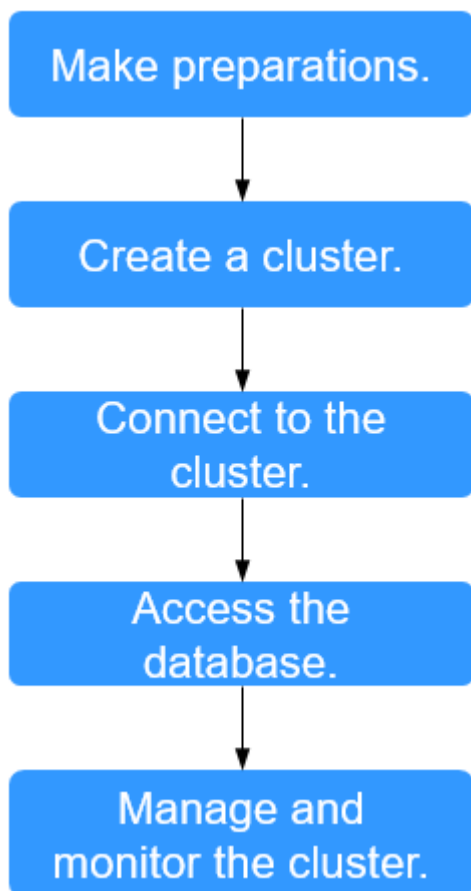 Make preparations.
Create a cluster.
Connect to the
cluster.
Access the
database.
Manage and
monitor the cluster.